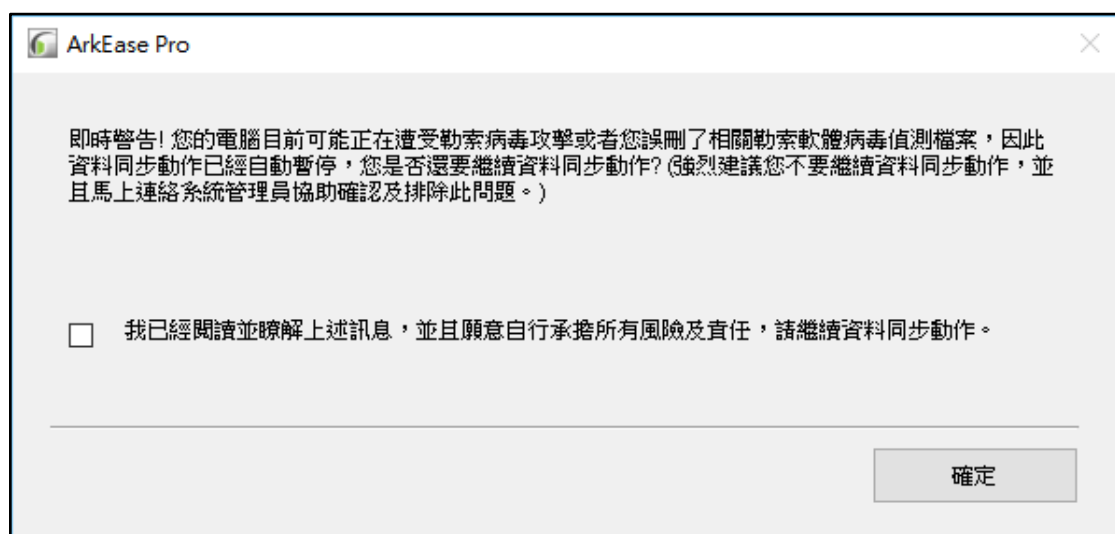 ArkEase Pro
即時警告! 您的電腦目前可能正在遭受勒索病毒攻擊或者您誤刪了相關勒索軟體病毒偵測檔案，因此
資料同步動作已經自動暫停，您是否還要繼續資料同步動作? (強烈建議您不要繼續資料同步動作，並
且馬上連絡系統管理員協助確認及排除此問題。)
我已經閱讀並瞭解上述訊息，並且願意自行承擔所有風險及責任，請繼續資料同步動作。
確定